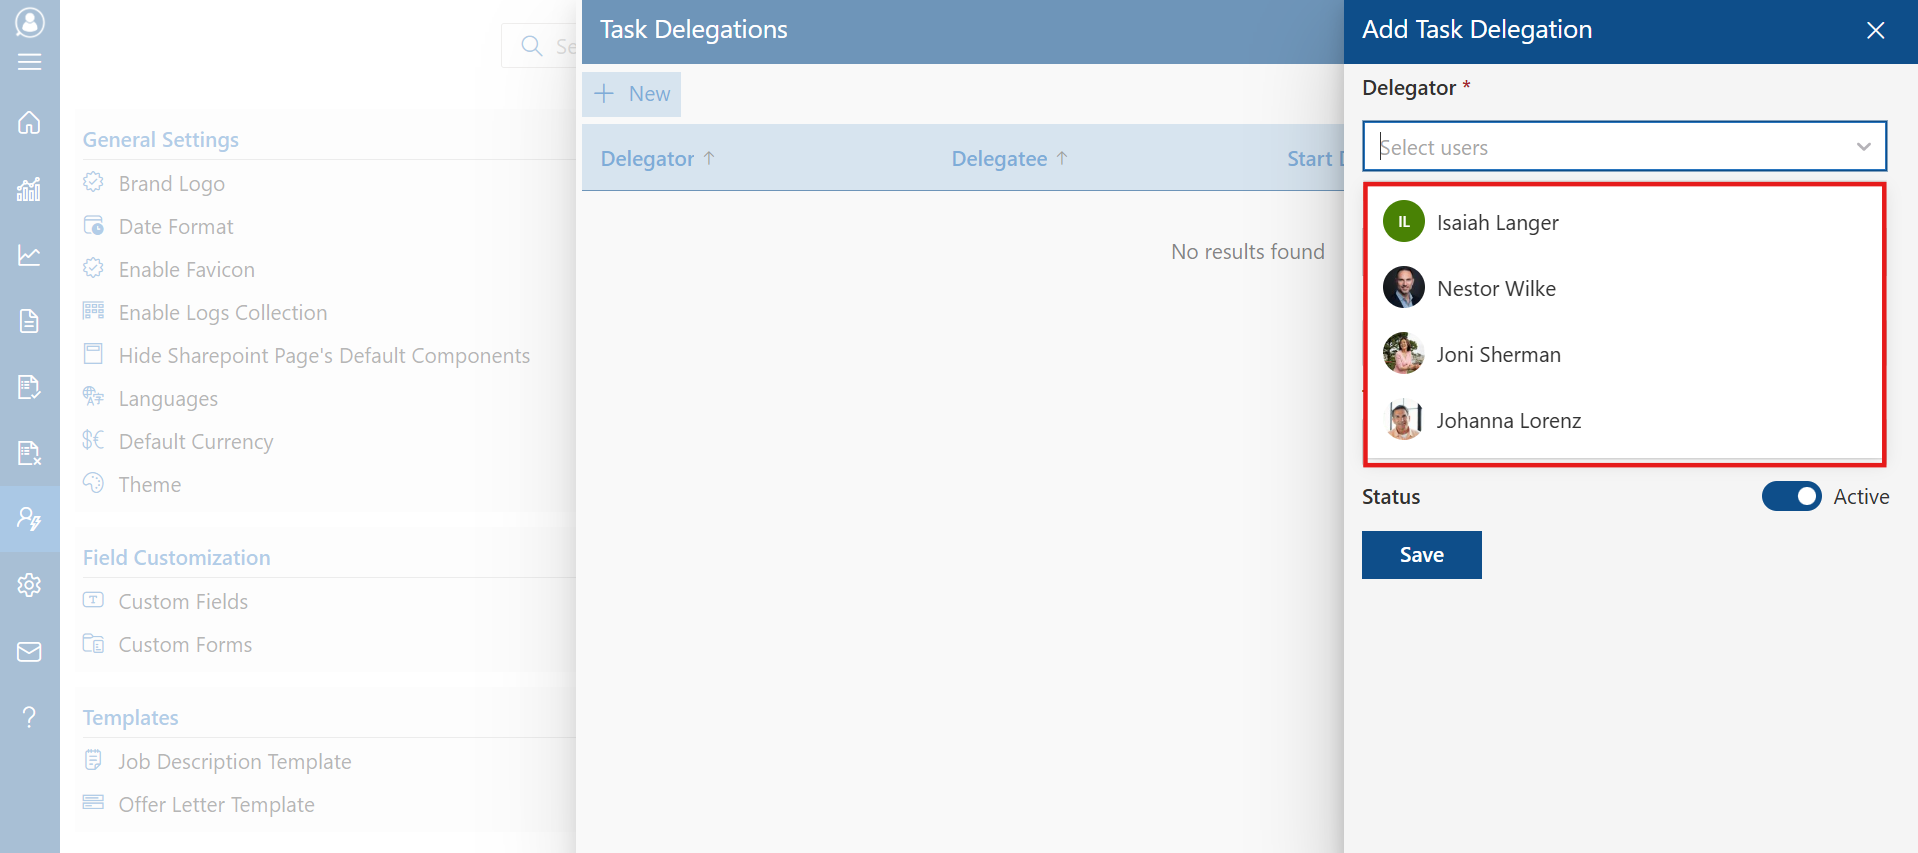 Se
General Settings
Brand Logo
Date Format
Enable Favicon
Enable Logs Collection
Hide Sharepoint Page's Default Components
Languages
Default Currency
Theme
Field Customization
Custom Fields
Custom Forms
Templates
Job Description Template
Offer Letter Template
Task Delegations
New
Delegator ↑ Delegatee ↑ Start D
No results found
Add Task Delegation
Delegator *
Select users
IL Isaiah Langer
Nestor Wilke
Joni Sherman
Johanna Lorenz
Status Active
Save